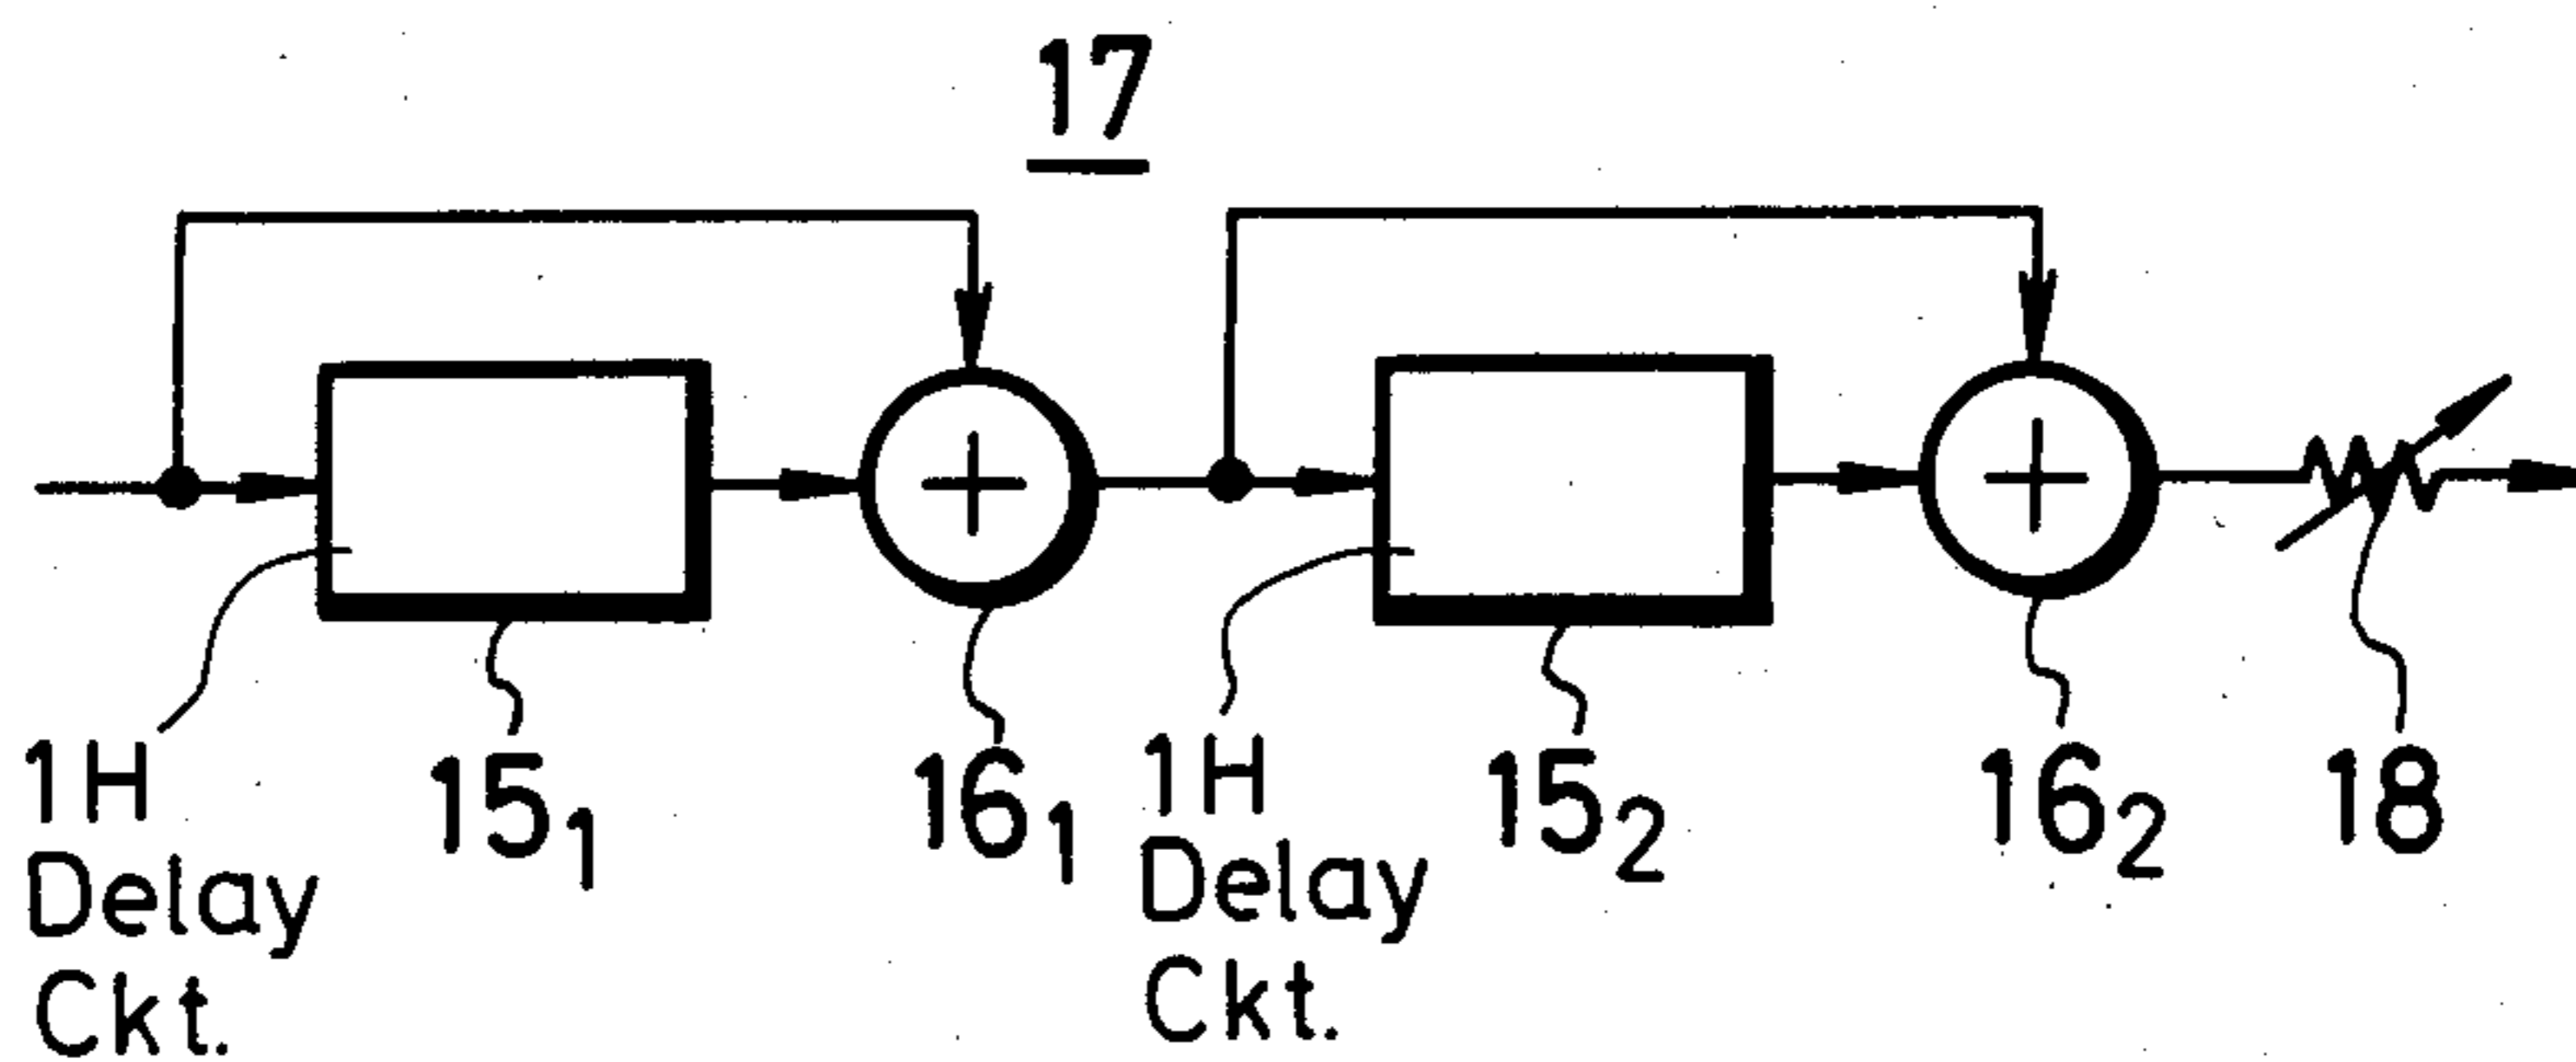 17
+
+
1H
Delay
Ckt.
15₁
16₁
1H
Delay
Ckt.
15₂
16₂
18